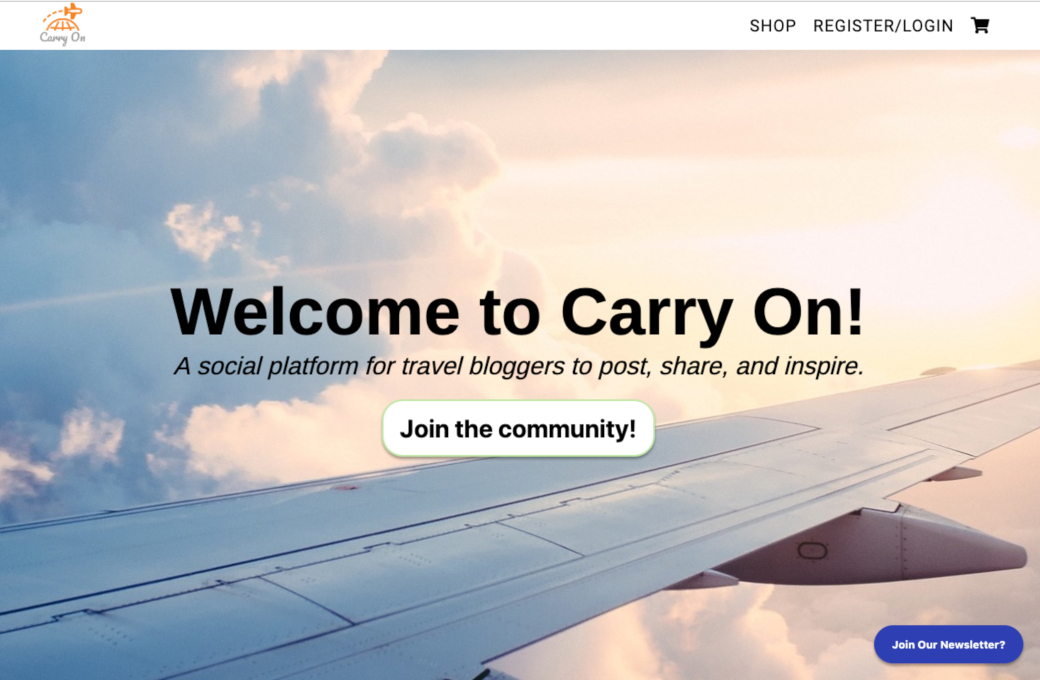 Carry On
SHOP REGISTER/LOGIN
Welcome to Carry On!
A social platform for travel bloggers to post, share, and inspire.
Join the community!
Join Our Newsletter?